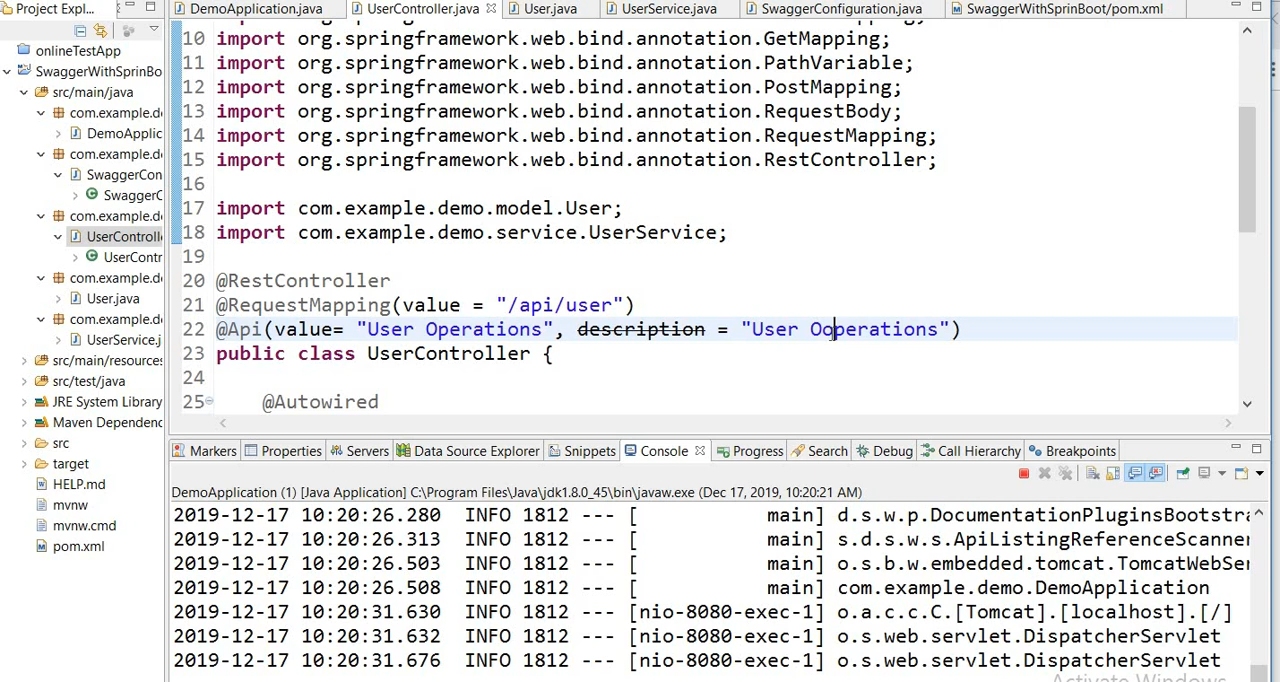 Project Expl...
DemoApplication.java
UserController.java
User.java
UserService.java
SwaggerConfiguration.java
SwaggerWithSprinBoot/pom.xml
onlineTestApp
SwaggerWithSprinBo
src/main/java
com.example.de
DemoApplic
com.example.de
SwaggerCon
SwaggerC
com.example.de
UserControlle
UserContr
com.example.de
User.java
com.example.de
UserService.j
src/main/resources
src/test/java
JRE System Library
Maven Dependenc
src
target
HELP.md
mvnw
mvnw.cmd
pom.xml
10 import org.springframework.web.bind.annotation.GetMapping;
11 import org.springframework.web.bind.annotation.PathVariable;
12 import org.springframework.web.bind.annotation.PostMapping;
13 import org.springframework.web.bind.annotation.RequestBody;
14 import org.springframework.web.bind.annotation.RequestMapping;
15 import org.springframework.web.bind.annotation.RestController;
16
17 import com.example.demo.model.User;
18 import com.example.demo.service.UserService;
19
20 @RestController
21 @RequestMapping(value = "/api/user")
22 @Api(value= "User Operations", description = "User Ooperations")
23 public class UserController {
24
25 @Autowired
Markers Properties Servers Data Source Explorer Snippets Console Progress Search Debug Call Hierarchy Breakpoints
DemoApplication (1) [Java Application] C:\Program Files\Java\jdk1.8.0_45\bin\javaw.exe (Dec 17, 2019, 10:20:21 AM)
2019-12-17 10:20:26.280 INFO 1812 --- [ main] d.s.w.p.DocumentationPluginsBootstra
2019-12-17 10:20:26.313 INFO 1812 --- [ main] s.d.s.w.s.ApiListingReferenceScanner
2019-12-17 10:20:26.503 INFO 1812 --- [ main] o.s.b.w.embedded.tomcat.TomcatWebSer
2019-12-17 10:20:26.508 INFO 1812 --- [ main] com.example.demo.DemoApplication
2019-12-17 10:20:31.630 INFO 1812 --- [nio-8080-exec-1] o.a.c.c.C.[Tomcat].[localhost].[/]
2019-12-17 10:20:31.632 INFO 1812 --- [nio-8080-exec-1] o.s.web.servlet.DispatcherServlet
2019-12-17 10:20:31.676 INFO 1812 --- [nio-8080-exec-1] o.s.web.servlet.DispatcherServlet
Activate Windows